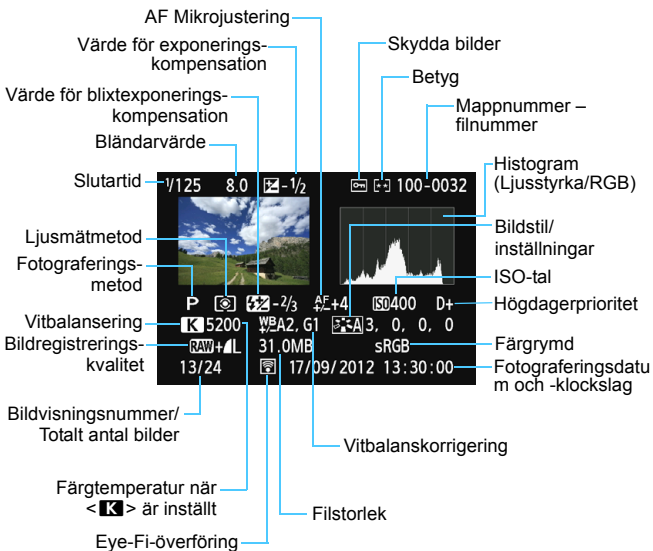 AF Mikrojustering
Värde för exponerings-
kompensation
Värde för blixtexponerings-
kompensation
Bländarvärde
Slutartid
Skydda bilder
Betyg
Mappnummer –
filnummer
Histogram
(Ljusstyrka/RGB)
1/125 8.0 -1/2 100-0032
Ljusmätmetod
Fotograferings-
metod
Bildstil/
inställningar
ISO-tal
P -2/3 AF+4 ISO400 D+
Högdagerprioritet
Vitbalansering
K 5200 WB A2, G1 A 3, 0, 0, 0
Bildregistrerings-
kvalitet
RAW+L 31.0MB sRGB
Färgrymd
13/24 17/09/2012 13:30:00
Fotograferingsdatu
m och -klockslag
Bildvisningsnummer/
Totalt antal bilder
Vitbalanskorrigering
Färgtemperatur när
<K> är inställt
Filstorlek
Eye-Fi-överföring